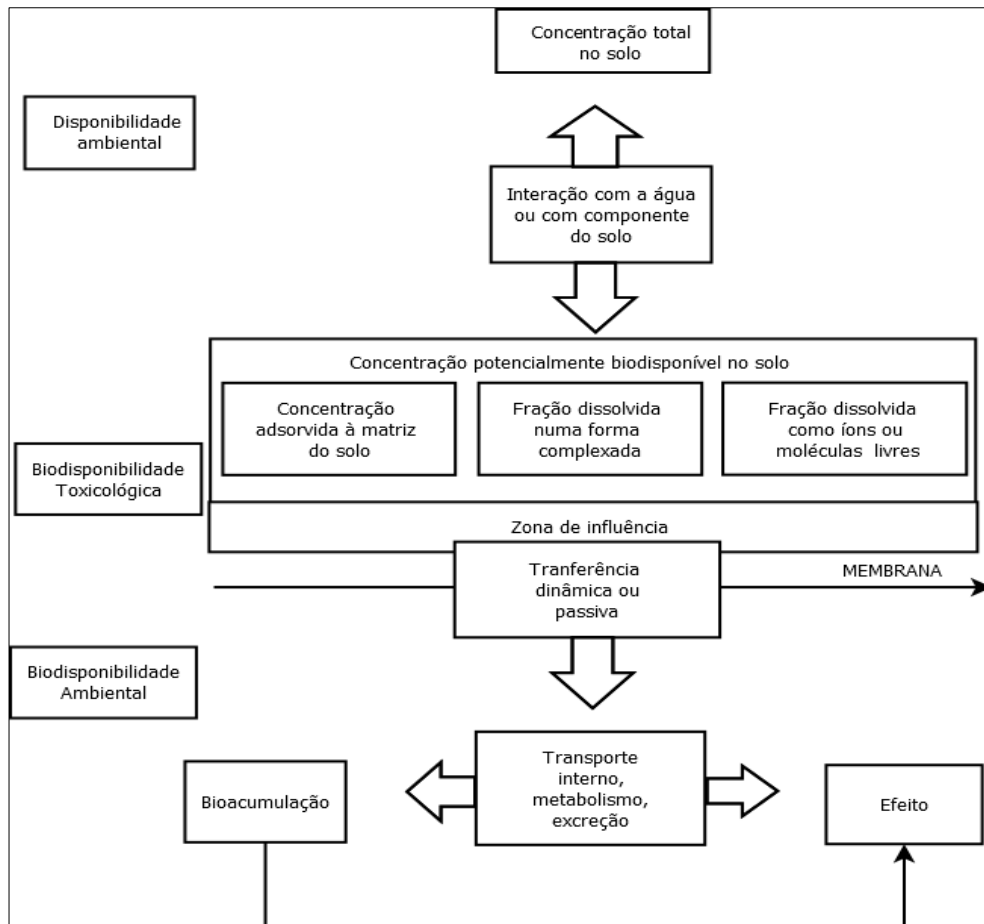 Concentração total
no solo
Disponibilidade
ambiental
Interação com a água
ou com componente
do solo
Concentração potencialmente biodisponível no solo
Concentração
adsorvida à matriz
do solo
Fração dissolvida
numa forma
complexada
Fração dissolvida
como íons ou
moléculas livres
Biodisponibilidade
Toxicológica
Zona de influência
Tranferência
dinâmica ou
passiva
MEMBRANA
Biodisponibilidade
Ambiental
Bioacumulação
Transporte
interno,
metabolismo,
excreção
Efeito